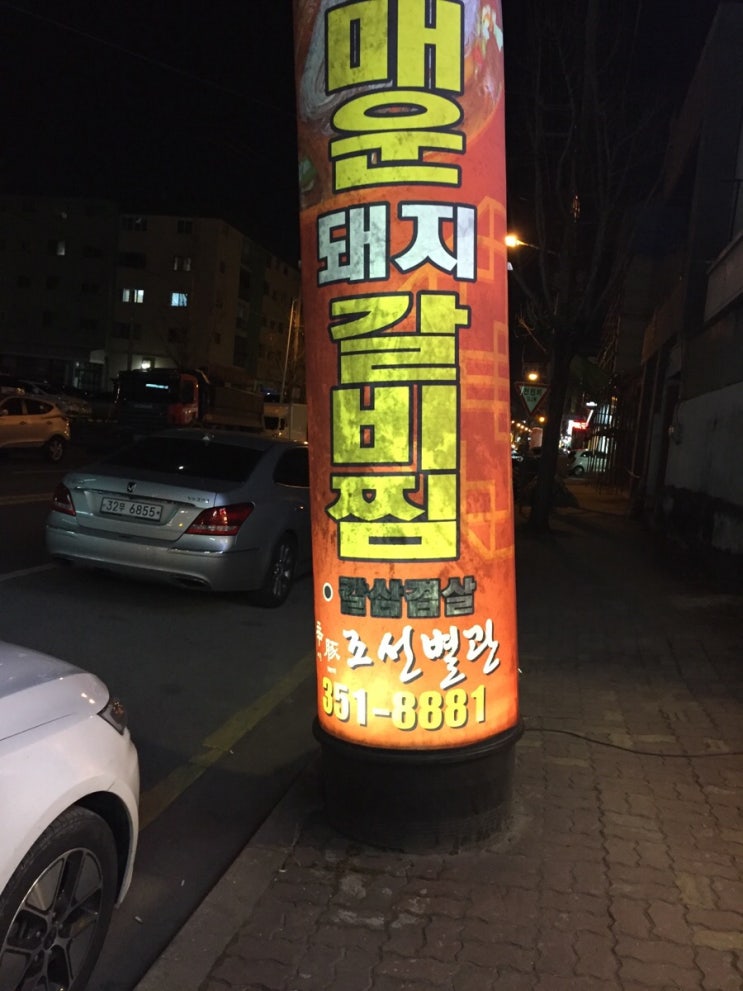 매운
돼지
갈비찜
칼삼겹살
豚
조선별관
351-8881
32우 6855